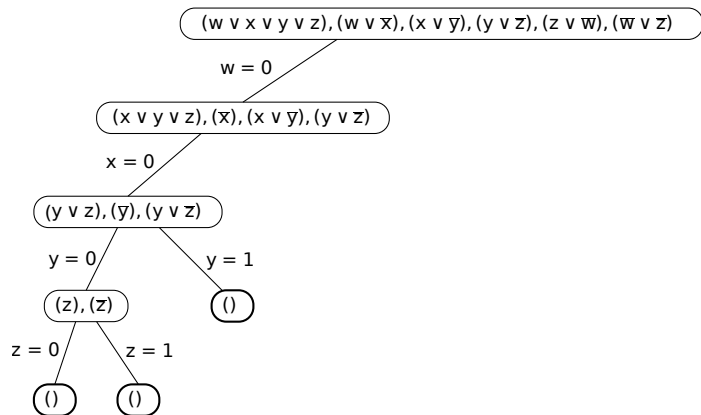 (w ∨ x ∨ y ∨ z), (w ∨ x̅), (x ∨ y̅), (y ∨ z̅), (z ∨ w̅), (w̅ ∨ z̅)
w = 0
(x ∨ y ∨ z), (x̅), (x ∨ y̅), (y ∨ z̅)
x = 0
(y ∨ z), (y̅), (y ∨ z̅)
y = 0 y = 1
(z), (z̅) ()
z = 0 z = 1
() ()